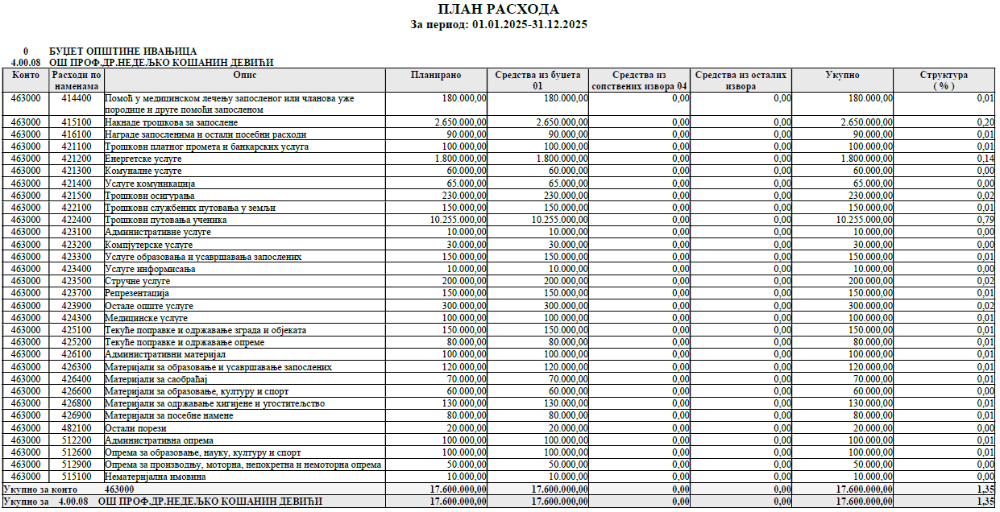 ПЛАН РАСХОДА
За период: 01.01.2025-31.12.2025
0 БУЏЕТ ОПШТИНЕ ИВАЊИЦА
4.00.08 ОШ ПРОФ.ДР.НЕДЕЉКО КОШАНИН ДЕВИЋИ
Конто Расходи по Опис Планирано Средства из буџета Средства из Средства из осталих Укупно Структура
наменама 01 сопствених извора 04 извора ( % )
463000 414400 Помоћ у медицинском лечењу запосленог или чланова уже 180.000,00 180.000,00 0,00 0,00 180.000,00 0,01
породице и друге помоћи запосленом
463000 415100 Накнаде трошкова за запослене 2.650.000,00 2.650.000,00 0,00 0,00 2.650.000,00 0,20
463000 416100 Награде запосленима и остали посебни расходи 90.000,00 90.000,00 0,00 0,00 90.000,00 0,01
463000 421100 Трошкови платног промета и банкарских услуга 100.000,00 100.000,00 0,00 0,00 100.000,00 0,01
463000 421200 Енергетске услуге 1.800.000,00 1.800.000,00 0,00 0,00 1.800.000,00 0,14
463000 421300 Комуналне услуге 60.000,00 60.000,00 0,00 0,00 60.000,00 0,00
463000 421400 Услуге комуникација 65.000,00 65.000,00 0,00 0,00 65.000,00 0,00
463000 421500 Трошкови осигурања 230.000,00 230.000,00 0,00 0,00 230.000,00 0,02
463000 422100 Трошкови службених путовања у земљи 150.000,00 150.000,00 0,00 0,00 150.000,00 0,01
463000 422400 Трошкови путовања ученика 10.255.000,00 10.255.000,00 0,00 0,00 10.255.000,00 0,79
463000 423100 Административне услуге 10.000,00 10.000,00 0,00 0,00 10.000,00 0,00
463000 423200 Компјутерске услуге 30.000,00 30.000,00 0,00 0,00 30.000,00 0,00
463000 423300 Услуге образовања и усавршавања запослених 150.000,00 150.000,00 0,00 0,00 150.000,00 0,01
463000 423400 Услуге информисања 10.000,00 10.000,00 0,00 0,00 10.000,00 0,00
463000 423500 Стручне услуге 200.000,00 200.000,00 0,00 0,00 200.000,00 0,02
463000 423700 Репрезентација 150.000,00 150.000,00 0,00 0,00 150.000,00 0,01
463000 423900 Остале опште услуге 300.000,00 300.000,00 0,00 0,00 300.000,00 0,02
463000 424300 Медицинске услуге 100.000,00 100.000,00 0,00 0,00 100.000,00 0,01
463000 425100 Текуће поправке и одржавање зграда и објеката 150.000,00 150.000,00 0,00 0,00 150.000,00 0,01
463000 425200 Текуће поправке и одржавање опреме 80.000,00 80.000,00 0,00 0,00 80.000,00 0,01
463000 426100 Административни материјал 100.000,00 100.000,00 0,00 0,00 100.000,00 0,01
463000 426300 Материјали за образовање и усавршавање запослених 120.000,00 120.000,00 0,00 0,00 120.000,00 0,01
463000 426400 Материјали за саобраћај 70.000,00 70.000,00 0,00 0,00 70.000,00 0,01
463000 426600 Материјали за образовање, културу и спорт 60.000,00 60.000,00 0,00 0,00 60.000,00 0,00
463000 426800 Материјали за одржавање хигијене и угоститељство 130.000,00 130.000,00 0,00 0,00 130.000,00 0,01
463000 426900 Материјали за посебне намене 80.000,00 80.000,00 0,00 0,00 80.000,00 0,01
463000 482100 Остали порези 20.000,00 20.000,00 0,00 0,00 20.000,00 0,00
463000 512200 Административна опрема 100.000,00 100.000,00 0,00 0,00 100.000,00 0,01
463000 512600 Опрема за образовање, науку, културу и спорт 100.000,00 100.000,00 0,00 0,00 100.000,00 0,01
463000 512900 Опрема за производњу, моторна, непокретна и немоторна опрема 50.000,00 50.000,00 0,00 0,00 50.000,00 0,00
463000 515100 Нематеријална имовина 10.000,00 10.000,00 0,00 0,00 10.000,00 0,00
Укупно за конто 463000 17.600.000,00 17.600.000,00 0,00 0,00 17.600.000,00 1,35
Укупно за 4.00.08 ОШ ПРОФ.ДР.НЕДЕЉКО КОШАНИН ДЕВИЋИ 17.600.000,00 17.600.000,00 0,00 0,00 17.600.000,00 1,35